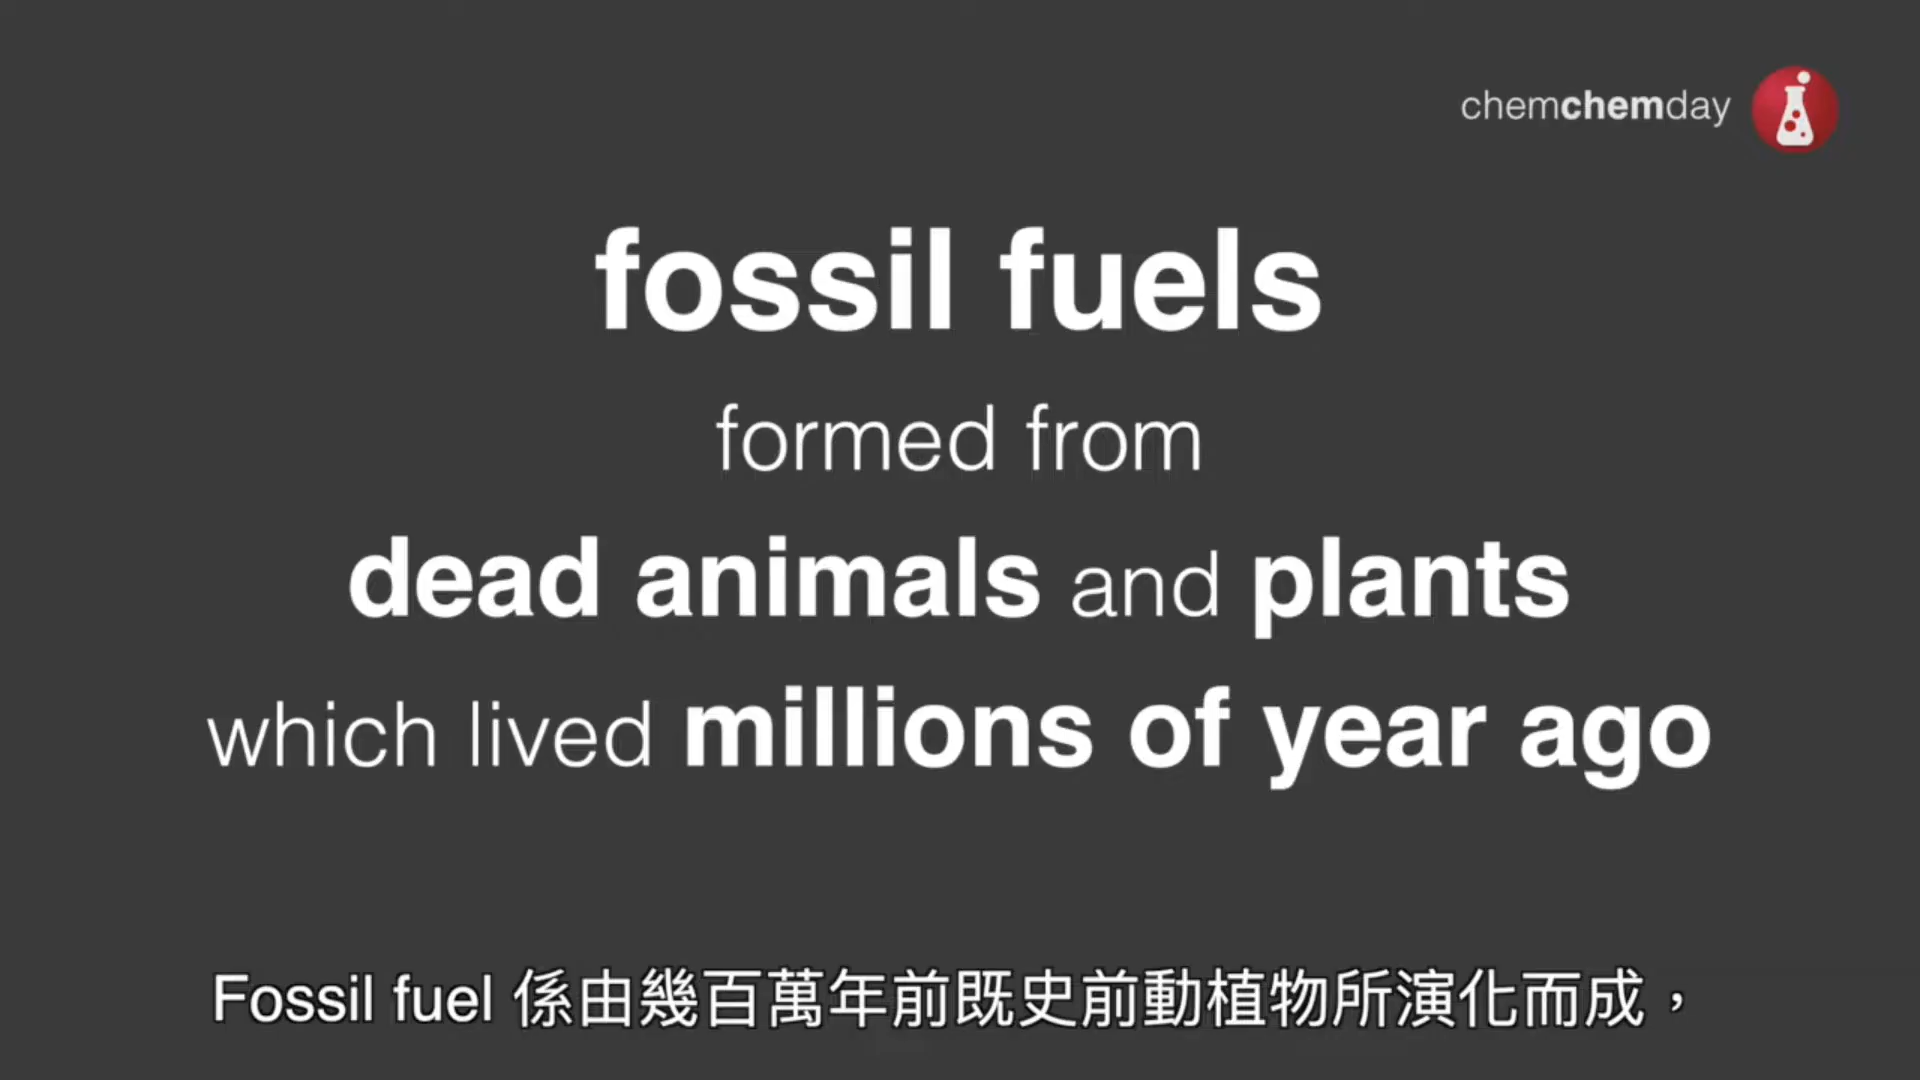 chemchemday
fossil fuels
formed from
dead animals and plants
which lived millions of year ago
Fossil fuel 係由幾百萬年前既史前動植物所演化而成，